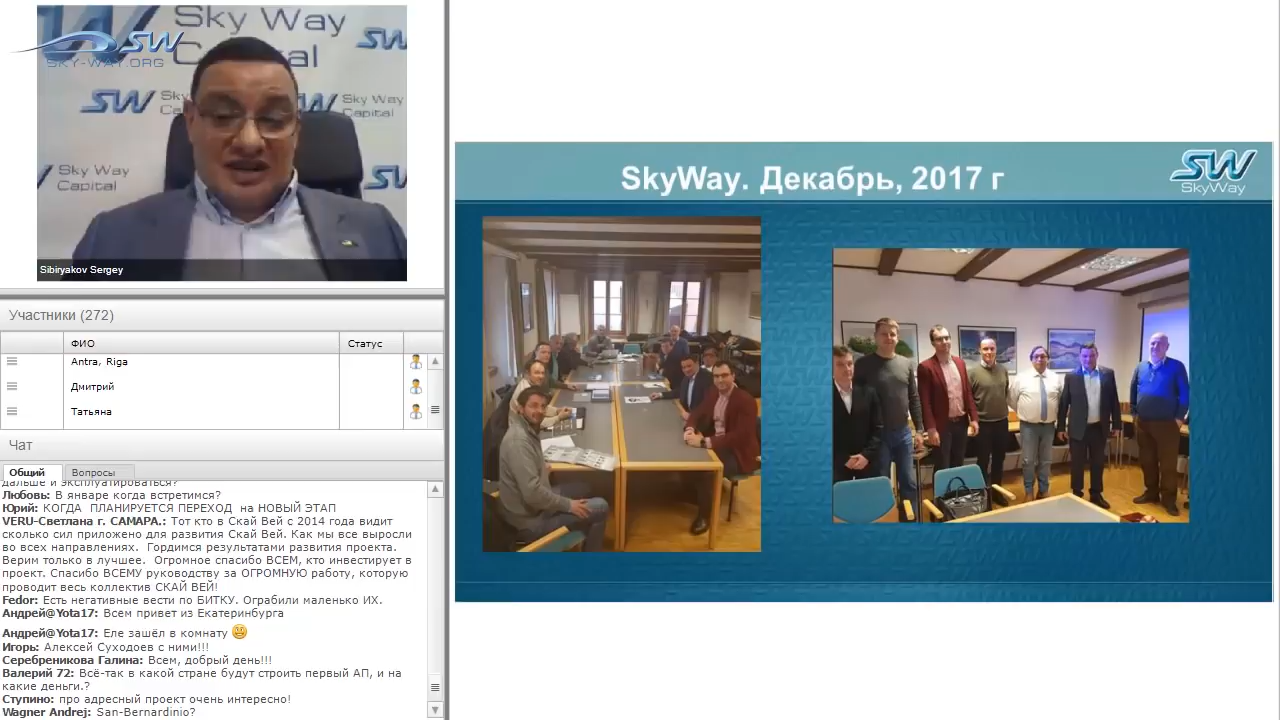 Sky Way
Capital
SW
SW
SKY-WAY.ORG
SW
Sky Way
Capital
SW
Sky Way
Capital
SW
Sibiryakov Sergey
Участники (272)
ФИО
Статус
Antra, Riga
Дмитрий
Татьяна
Чат
Общий
Вопросы
дальше и эксплуатироваться?
Любовь: В январе когда встретимся?
Юрий: КОГДА ПЛАНИРУЕТСЯ ПЕРЕХОД на НОВЫЙ ЭТАП
VERU-Светлана г. САМАРА.: Тот кто в Скай Вей с 2014 года видит
сколько сил приложено для развития Скай Вей. Как мы все выросли
во всех направлениях. Гордимся результатами развития проекта.
Верим только в лучшее. Огромное спасибо ВСЕМ, кто инвестирует в
проект. Спасибо ВСЕМУ руководству за ОГРОМНУЮ работу, которую
проводит весь коллектив СКАЙ ВЕЙ!
Fedor: Есть негативные вести по БИТКУ. Ограбили маленько ИХ.
Андрей@Yota17: Всем привет из Екатеринбурга
Андрей@Yota17: Еле зашёл в комнату
Игорь: Алексей Суходоев с ними!!!
Серебреникова Галина: Всем, добрый день!!!
Валерий 72: Всё-так в какой стране будут строить первый АП, и на
какие деньги.?
Ступино: про адресный проект очень интересно!
Wagner Andrej: San-Bernardinio?
SkyWay. Декабрь, 2017 г
SW
SkyWay